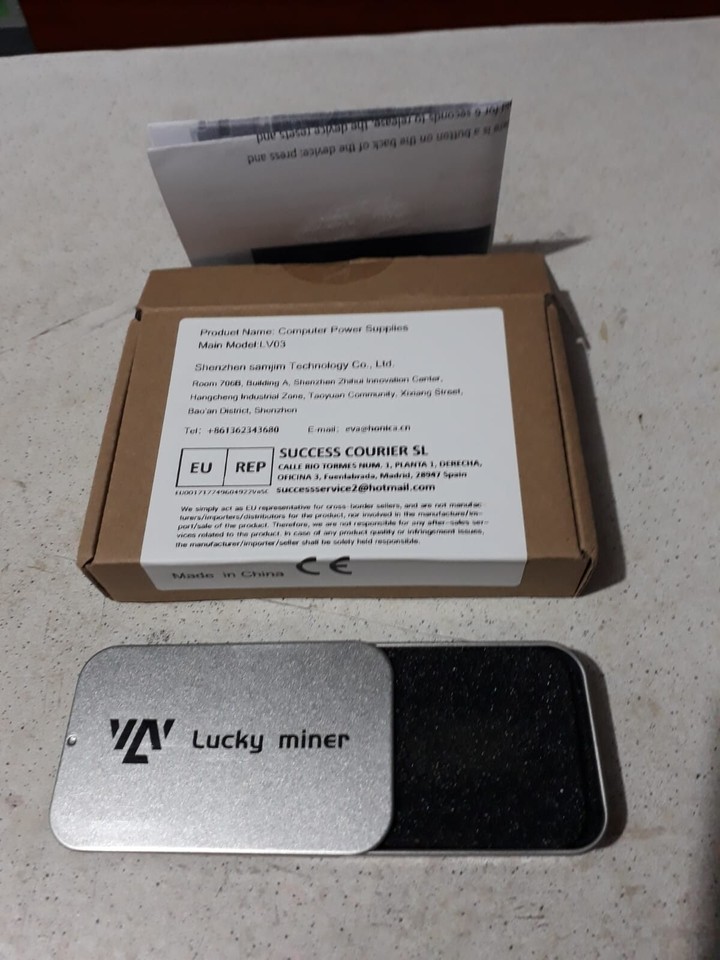 for 6 seconds to release, the device resets and
is a button on the back of the device: press and
Product Name: Computer Power Supplies
Main Model:LV03
Shenzhen samjim Technology Co., Ltd.
Room 706B, Building A, Shenzhen Zhihui Innovation Center,
Hangcheng Industrial Zone, Taoyuan Community, Xixiang Street,
Bao'an District, Shenzhen
Tel: +861362343680 E-mail: eva@honica.cn
EU REP
SUCCESS COURIER SL
CALLE RIO TORMES NUM. 1, PLANTA 1, DERECHA,
OFICINA 3, Fuenlabrada, Madrid, 28947 Spain
successservice2@hotmail.com
We simply act as EU representative for cross-border sellers, and are not manufac-
turers/importers/distributors for the product, nor involved in the manufacture/im-
port/sale of the product. Therefore, we are not responsible for any after-sales ser-
vices related to the product. In case of any product quality or infringement issues,
the manufacturer/importer/seller shall be solely held responsible.
Made in China CE
Lucky miner